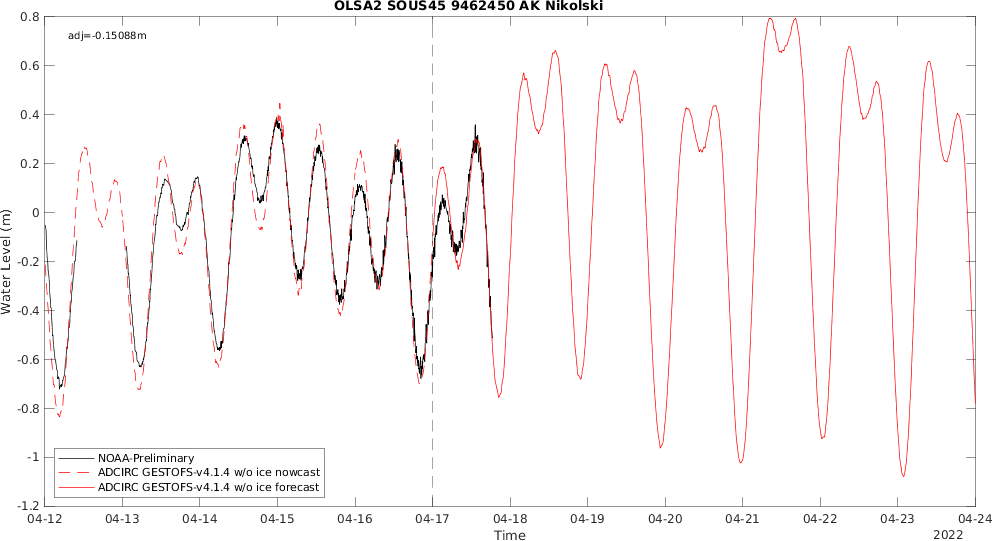 OLSA2 SOUS45 9462450 AK Nikolski
adj=-0.15088m
0.8
0.6
0.4
0.2
0
-0.2
-0.4
-0.6
-0.8
-1
-1.2
Water Level (m)
NOAA-Preliminary
ADCIRC GESTOFS-v4.1.4 w/o ice nowcast
ADCIRC GESTOFS-v4.1.4 w/o ice forecast
04-12 04-13 04-14 04-15 04-16 04-17 04-18 04-19 04-20 04-21 04-22 04-23 04-24
Time
2022